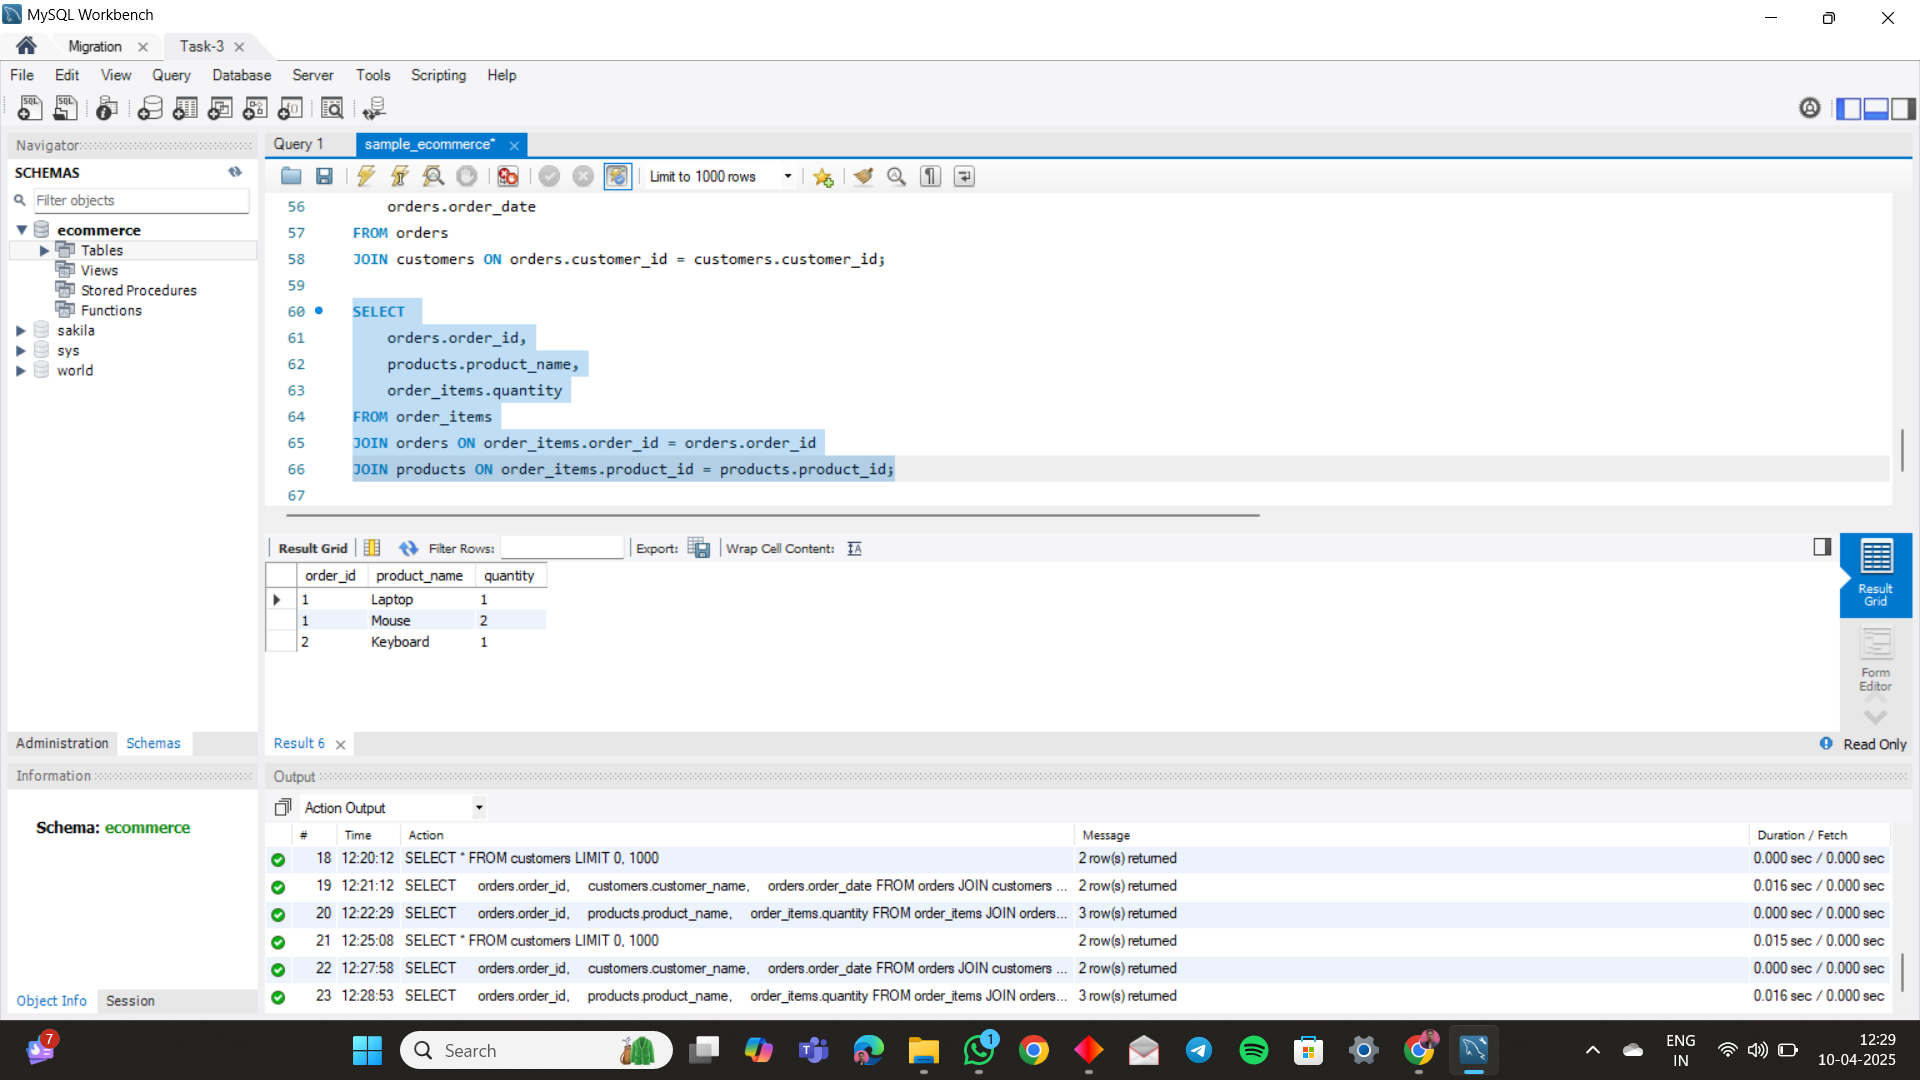 MySQL Workbench
Migration
Task-3
File Edit View Query Database Server Tools Scripting Help
Navigator
SCHEMAS
Filter objects
ecommerce
Tables
Views
Stored Procedures
Functions
sakila
sys
world
Administration Schemas
Information
Schema: ecommerce
Object Info Session
Query 1
sample_ecommerce*
Limit to 1000 rows
56 orders.order_date
57 FROM orders
58 JOIN customers ON orders.customer_id = customers.customer_id;
59
60 SELECT
61 orders.order_id,
62 products.product_name,
63 order_items.quantity
64 FROM order_items
65 JOIN orders ON order_items.order_id = orders.order_id
66 JOIN products ON order_items.product_id = products.product_id;
67
Result Grid Filter Rows: Export: Wrap Cell Content:
order_id product_name quantity
1 Laptop 1
1 Mouse 2
2 Keyboard 1
Result Grid
Form Editor
Result 6
Read Only
Output
Action Output
# Time Action Message Duration / Fetch
18 12:20:12 SELECT * FROM customers LIMIT 0, 1000 2 row(s) returned 0.000 sec / 0.000 sec
19 12:21:12 SELECT orders.order_id, customers.customer_name, orders.order_date FROM orders JOIN customers ... 2 row(s) returned 0.016 sec / 0.000 sec
20 12:22:29 SELECT orders.order_id, products.product_name, order_items.quantity FROM order_items JOIN orders... 3 row(s) returned 0.000 sec / 0.000 sec
21 12:25:08 SELECT * FROM customers LIMIT 0, 1000 2 row(s) returned 0.015 sec / 0.000 sec
22 12:27:58 SELECT orders.order_id, customers.customer_name, orders.order_date FROM orders JOIN customers ... 2 row(s) returned 0.000 sec / 0.000 sec
23 12:28:53 SELECT orders.order_id, products.product_name, order_items.quantity FROM order_items JOIN orders... 3 row(s) returned 0.016 sec / 0.000 sec
7
Search
1
ENG
IN
12:29
10-04-2025